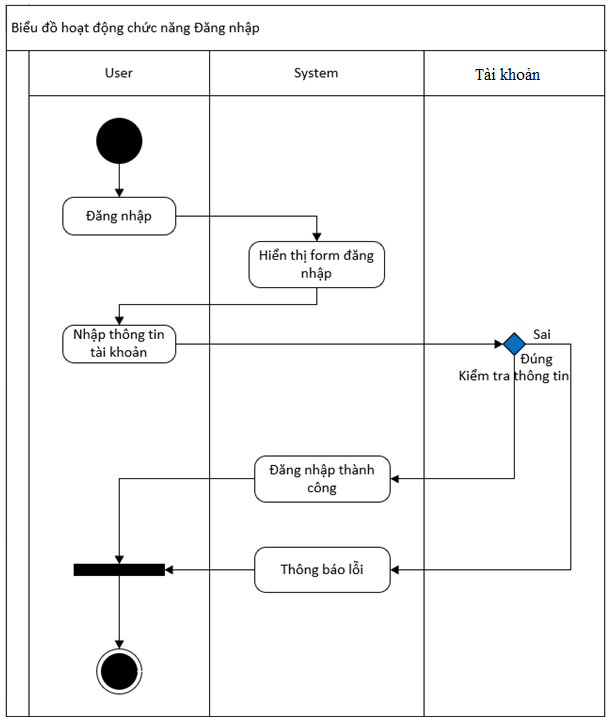 Biểu đồ hoạt động chức năng Đăng nhập
User
System
Tài khoản
Đăng nhập
Hiển thị form đăng
nhập
Nhập thông tin
tài khoản
Sai
Đúng
Kiểm tra thông tin
Đăng nhập thành
công
Thông báo lỗi